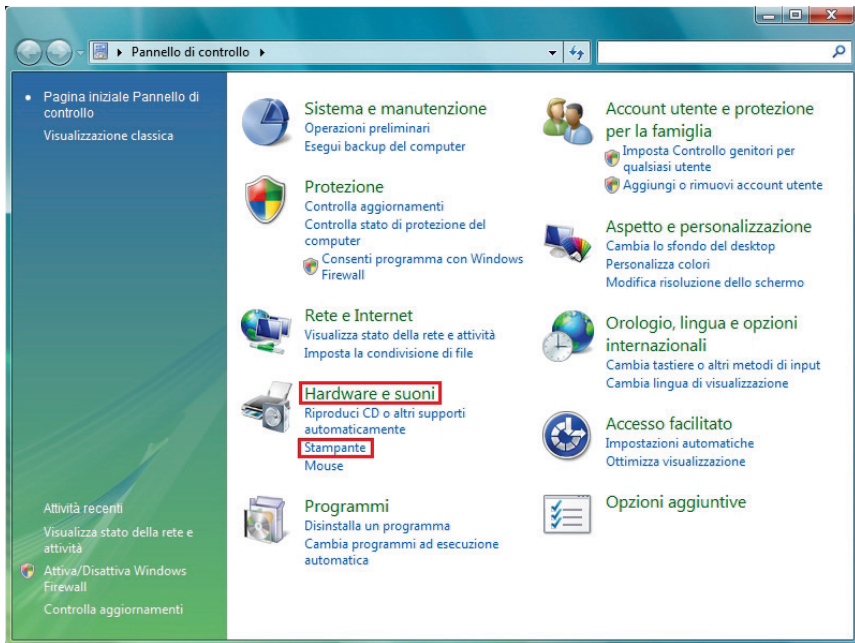 Pannello di controllo
Pagina iniziale Pannello di
controllo
Visualizzazione classica
Sistema e manutenzione
Operazioni preliminari
Esegui backup del computer
Protezione
Controlla aggiornamenti
Controlla stato di protezione del
computer
Consenti programma con Windows
Firewall
Rete e Internet
Visualizza stato della rete e attività
Imposta la condivisione di file
Hardware e suoni
Riproduci CD o altri supporti
automaticamente
Stampante
Mouse
Programmi
Disinstalla un programma
Cambia programmi ad esecuzione
automatica
Account utente e protezione
per la famiglia
Imposta Controllo genitori per
qualsiasi utente
Aggiungi o rimuovi account utente
Aspetto e personalizzazione
Cambia lo sfondo del desktop
Personalizza colori
Modifica risoluzione dello schermo
Orologio, lingua e opzioni
internazionali
Cambia tastiere o altri metodi di input
Cambia lingua di visualizzazione
Accesso facilitato
Impostazioni automatiche
Ottimizza visualizzazione
Opzioni aggiuntive
Attività recenti
Visualizza stato della rete e
attività
Attiva/Disattiva Windows
Firewall
Controlla aggiornamenti